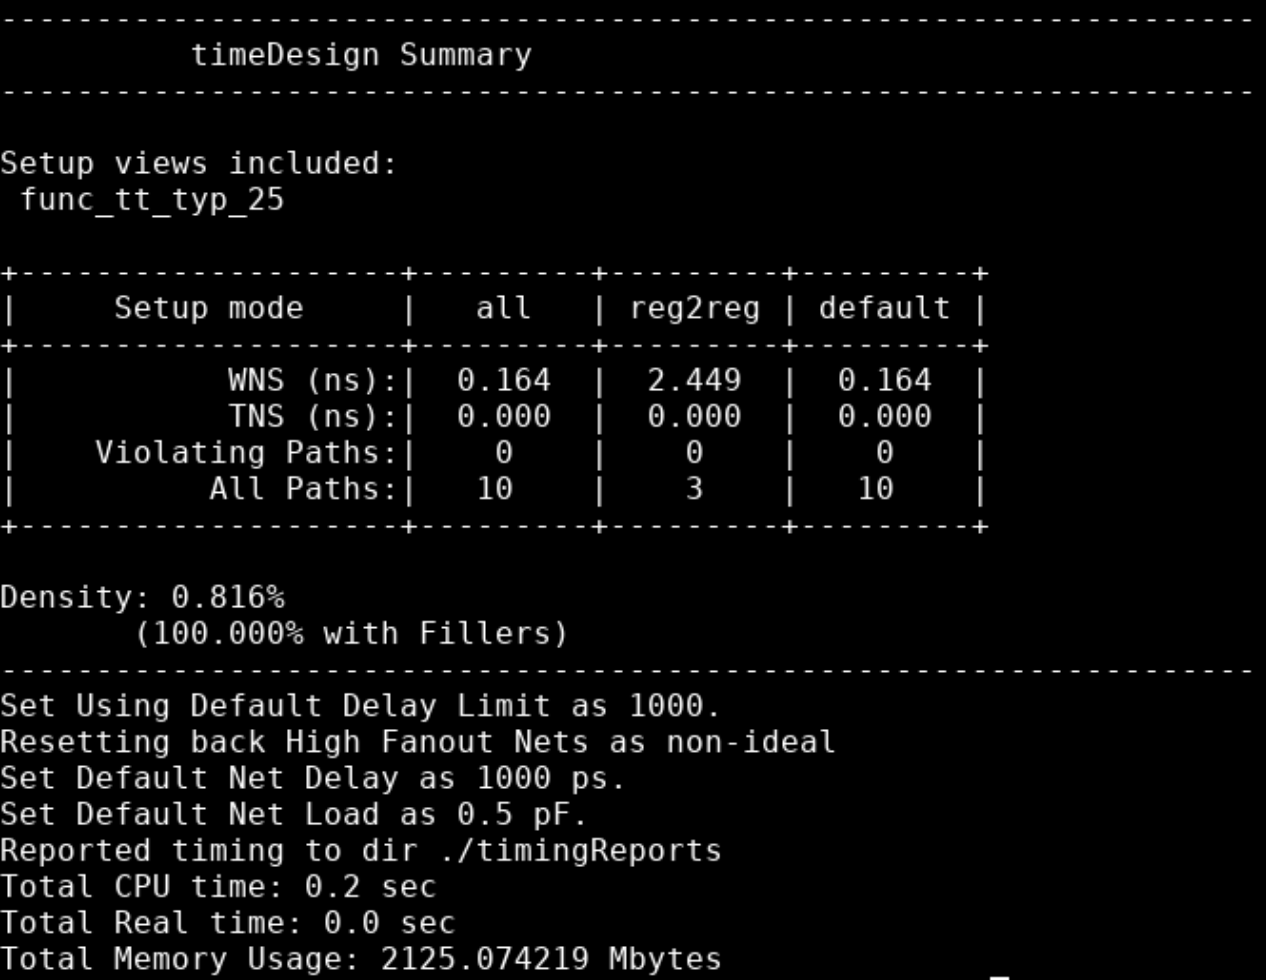 ------------------------------------------------------------------
          timeDesign Summary
------------------------------------------------------------------

Setup views included:
 func_tt_typ_25

+--------------------+---------+---------+---------+
|     Setup mode     |   all   | reg2reg | default |
+--------------------+---------+---------+---------+
|           WNS (ns):|  0.164  |  2.449  |  0.164  |
|           TNS (ns):|  0.000  |  0.000  |  0.000  |
|    Violating Paths:|    0    |    0    |    0    |
|          All Paths:|   10    |    3    |   10    |
+--------------------+---------+---------+---------+

Density: 0.816%
       (100.000% with Fillers)
------------------------------------------------------------------
Set Using Default Delay Limit as 1000.
Resetting back High Fanout Nets as non-ideal
Set Default Net Delay as 1000 ps.
Set Default Net Load as 0.5 pF.
Reported timing to dir ./timingReports
Total CPU time: 0.2 sec
Total Real time: 0.0 sec
Total Memory Usage: 2125.074219 Mbytes